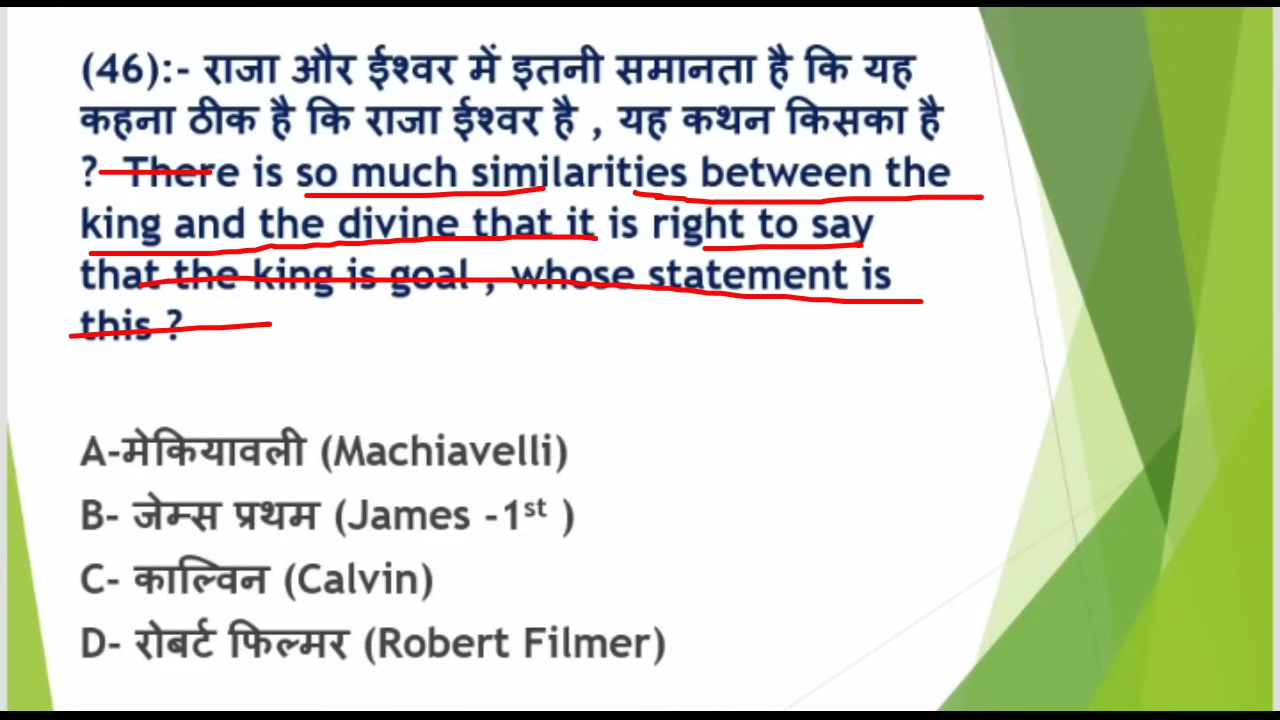 (46):- राजा और ईश्वर में इतनी समानता है कि यह
कहना ठीक है कि राजा ईश्वर है , यह कथन किसका है
? There is so much similarities between the
king and the divine that it is right to say
that the king is goal , whose statement is
this ?
A-मेकियावली (Machiavelli)
B- जेम्स प्रथम (James -1st )
C- काल्विन (Calvin)
D- रोबर्ट फिल्मर (Robert Filmer)